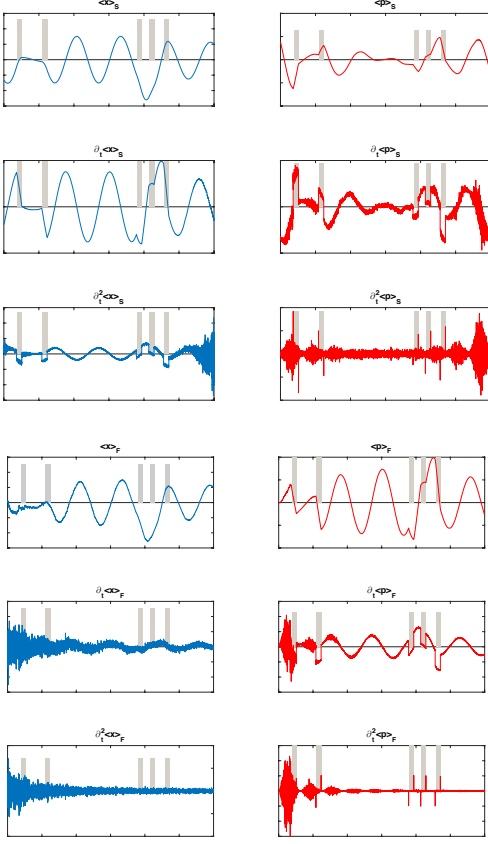 <x>S
<p>S
∂t<x>S
∂t<p>S
∂t²<x>S
∂t²<p>S
<x>F
<p>F
∂t<x>F
∂t<p>F
∂t²<x>F
∂t²<p>F